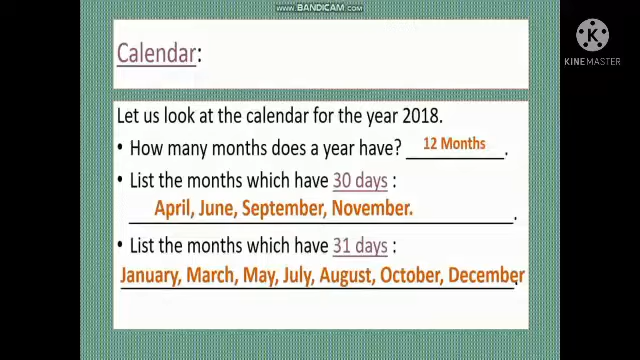 www.BANDICAM.com
Calendar:
K
KINEMASTER
Let us look at the calendar for the year 2018.
• How many months does a year have? 12 Months.
• List the months which have 30 days :
April, June, September, November.
.
• List the months which have 31 days :
January, March, May, July, August, October, December
.